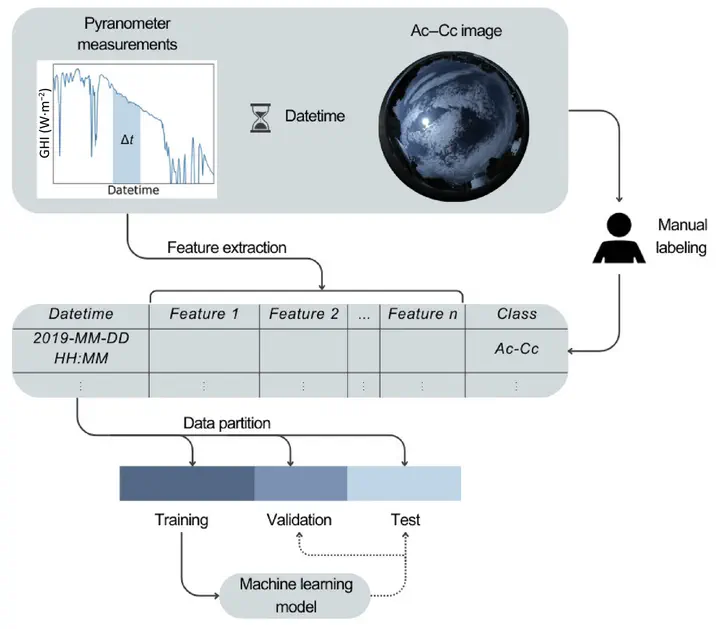 Pyranometer
measurements
Ac–Cc image
GHI (W·m⁻²)
Δt
Datetime
Datetime
Manual
labeling
Feature extraction
Datetime Feature 1 Feature 2 ... Feature n Class
2019-MM-DD
HH:MM
Ac-Cc
⋮ ⋮ ⋮ ⋮ ⋮ ⋮
Data partition
Training Validation Test
Machine learning
model